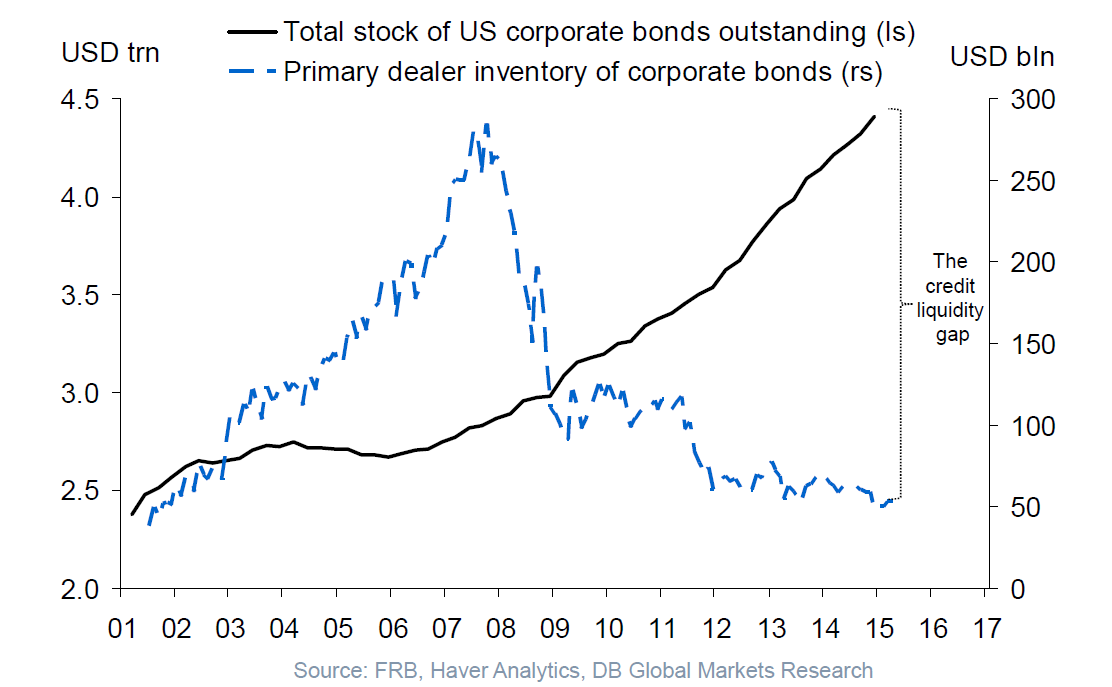 Total stock of US corporate bonds outstanding (ls)
Primary dealer inventory of corporate bonds (rs)
USD trn
USD bln
4.5
4.0
3.5
3.0
2.5
2.0
300
250
200
150
100
50
0
The
credit
liquidity
gap
01 02 03 04 05 06 07 08 09 10 11 12 13 14 15 16 17
Source: FRB, Haver Analytics, DB Global Markets Research